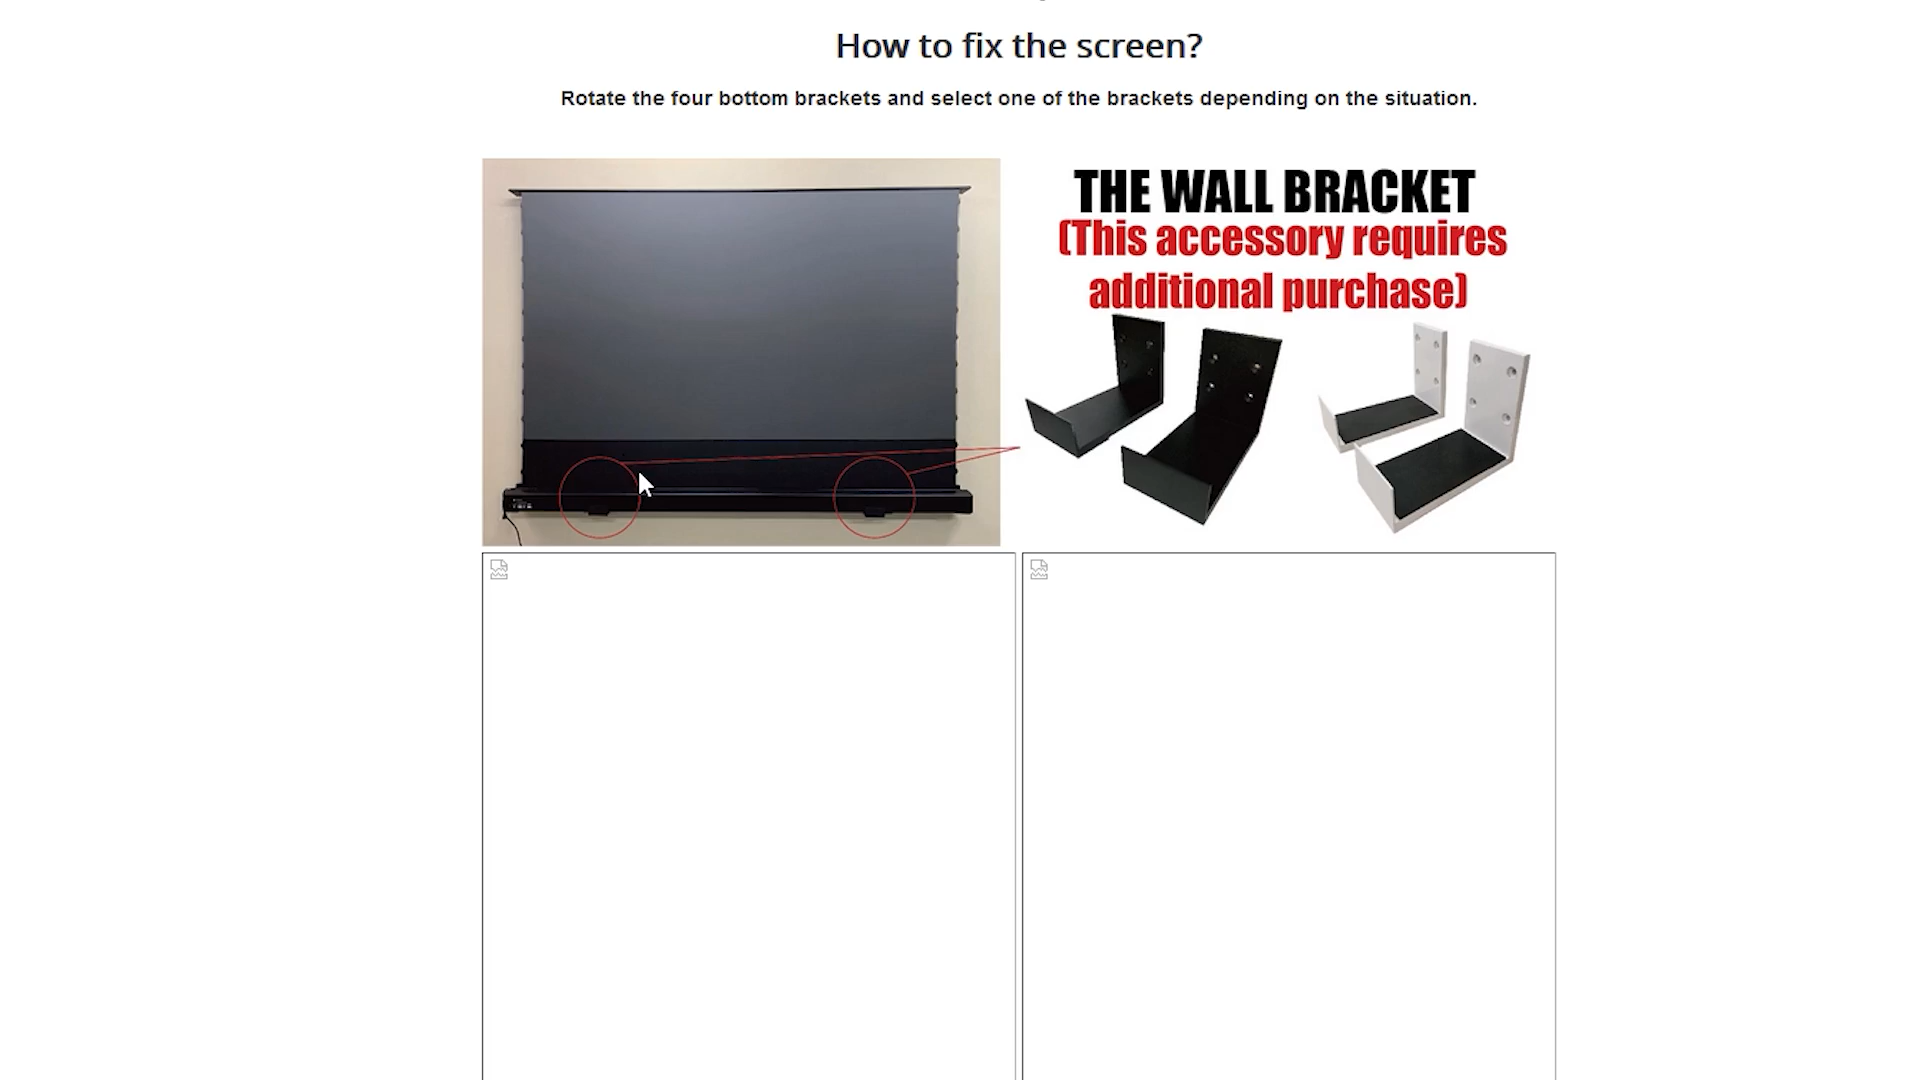 How to fix the screen?
Rotate the four bottom brackets and select one of the brackets depending on the situation.
THE WALL BRACKET
(This accessory requires
additional purchase)